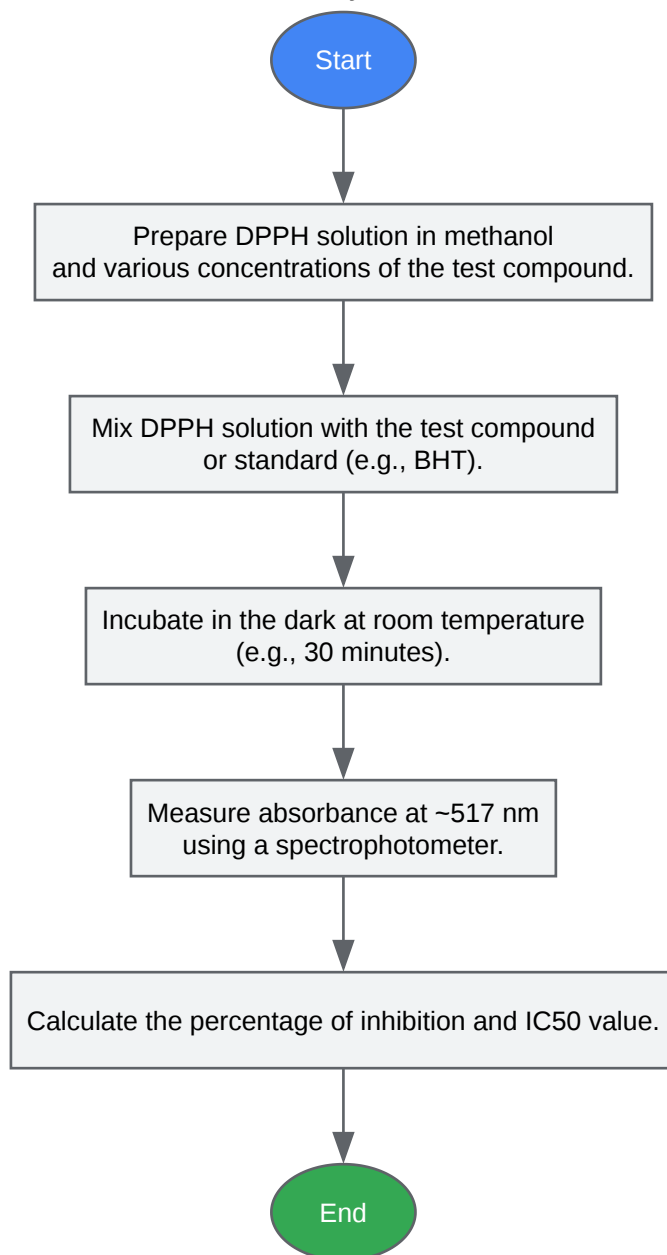 Start
Prepare DPPH solution in methanol
and various concentrations of the test compound.
Mix DPPH solution with the test compound
or standard (e.g., BHT).
Incubate in the dark at room temperature
(e.g., 30 minutes).
Measure absorbance at ~517 nm
using a spectrophotometer.
Calculate the percentage of inhibition and IC50 value.
End